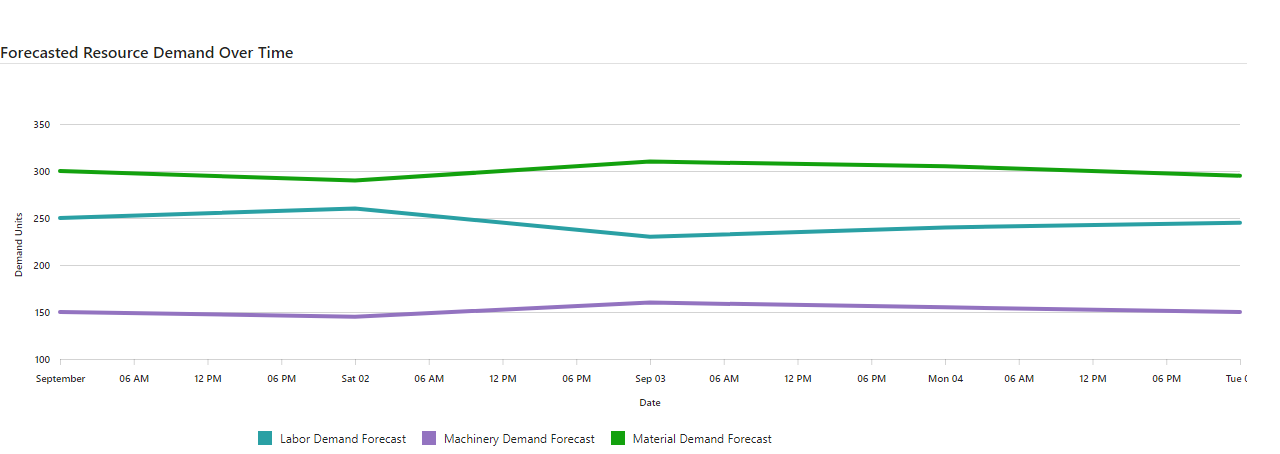 Forecasted Resource Demand Over Time
350
300
250
200
150
100
Demand Units
September 06 AM 12 PM 06 PM Sat 02 06 AM 12 PM 06 PM Sep 03 06 AM 12 PM 06 PM Mon 04 06 AM 12 PM 06 PM Tue
Date
Labor Demand Forecast Machinery Demand Forecast Material Demand Forecast